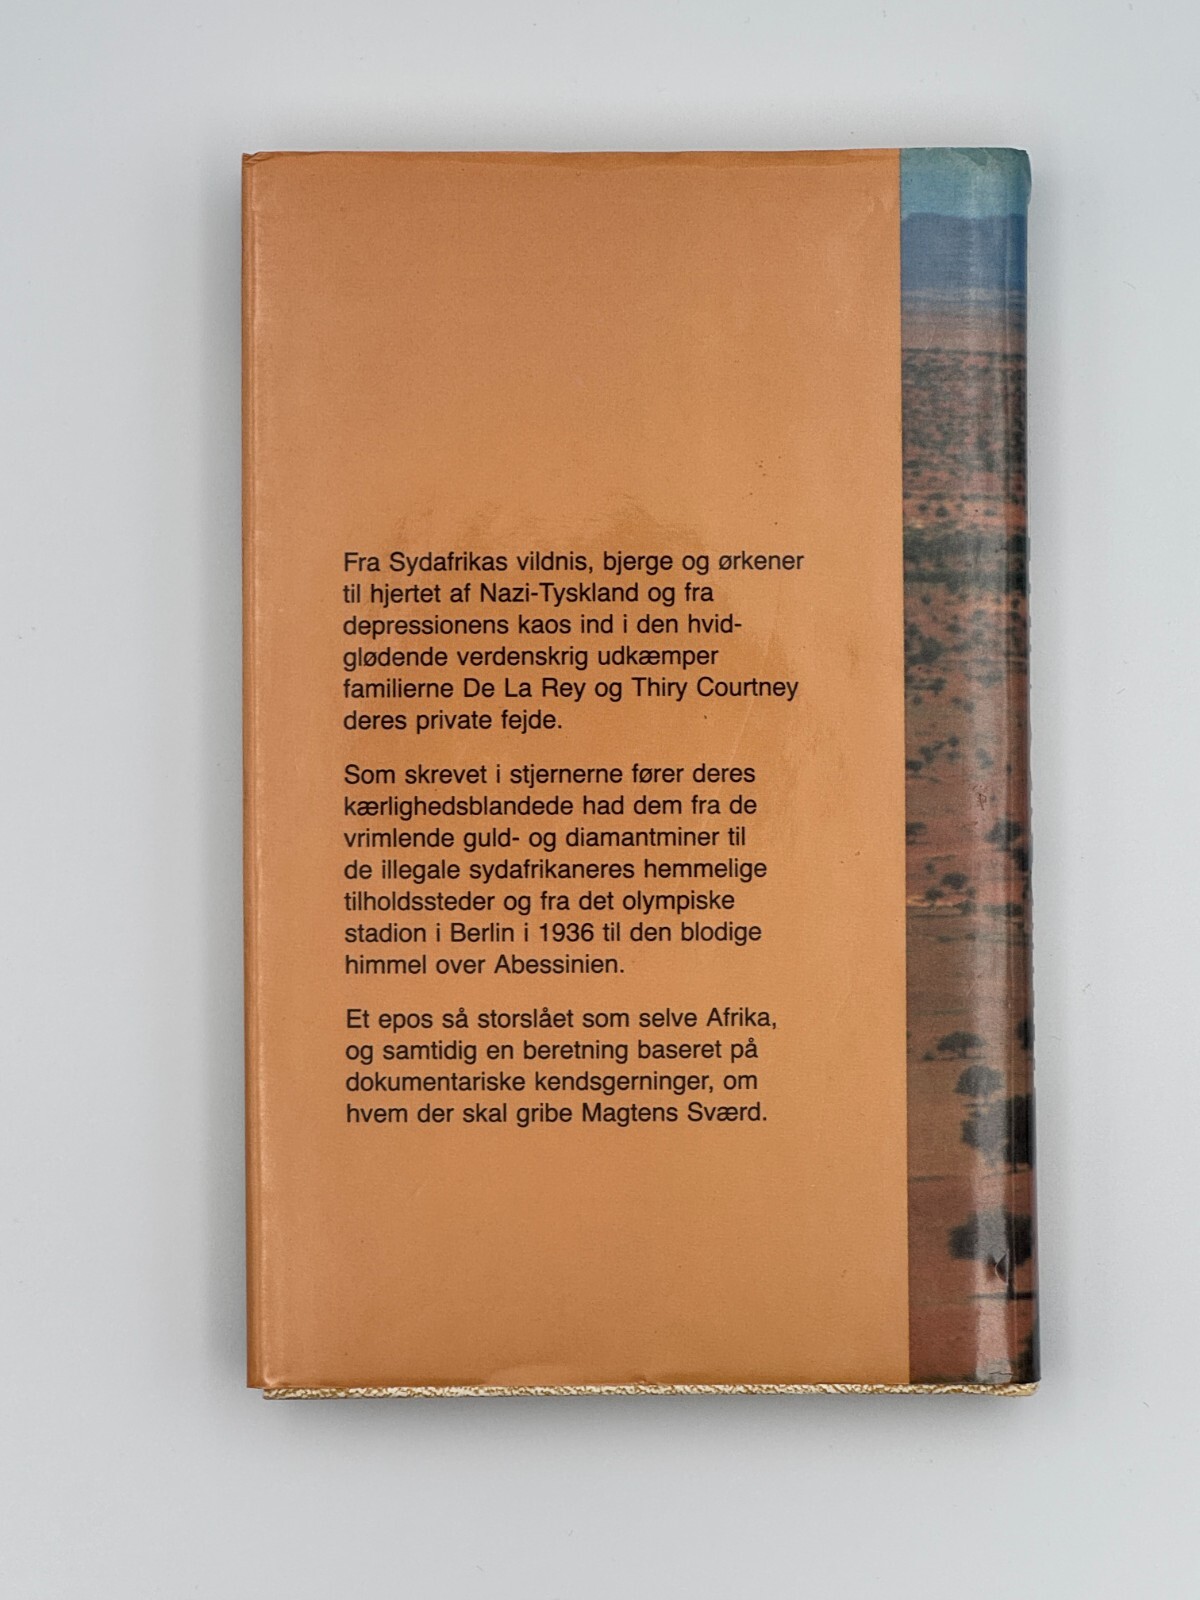 Fra Sydafrikas vildnis, bjerge og ørkener
til hjertet af Nazi-Tyskland og fra
depressionens kaos ind i den hvid-
glødende verdenskrig udkæmper
familierne De La Rey og Thiry Courtney
deres private fejde.
Som skrevet i stjernerne fører deres
kærlighedsblandede had dem fra de
vrimlende guld- og diamantminer til
de illegale sydafrikaneres hemmelige
tilholdssteder og fra det olympiske
stadion i Berlin i 1936 til den blodige
himmel over Abessinien.
Et epos så storslået som selve Afrika,
og samtidig en beretning baseret på
dokumentariske kendsgerninger, om
hvem der skal gribe Magtens Sværd.